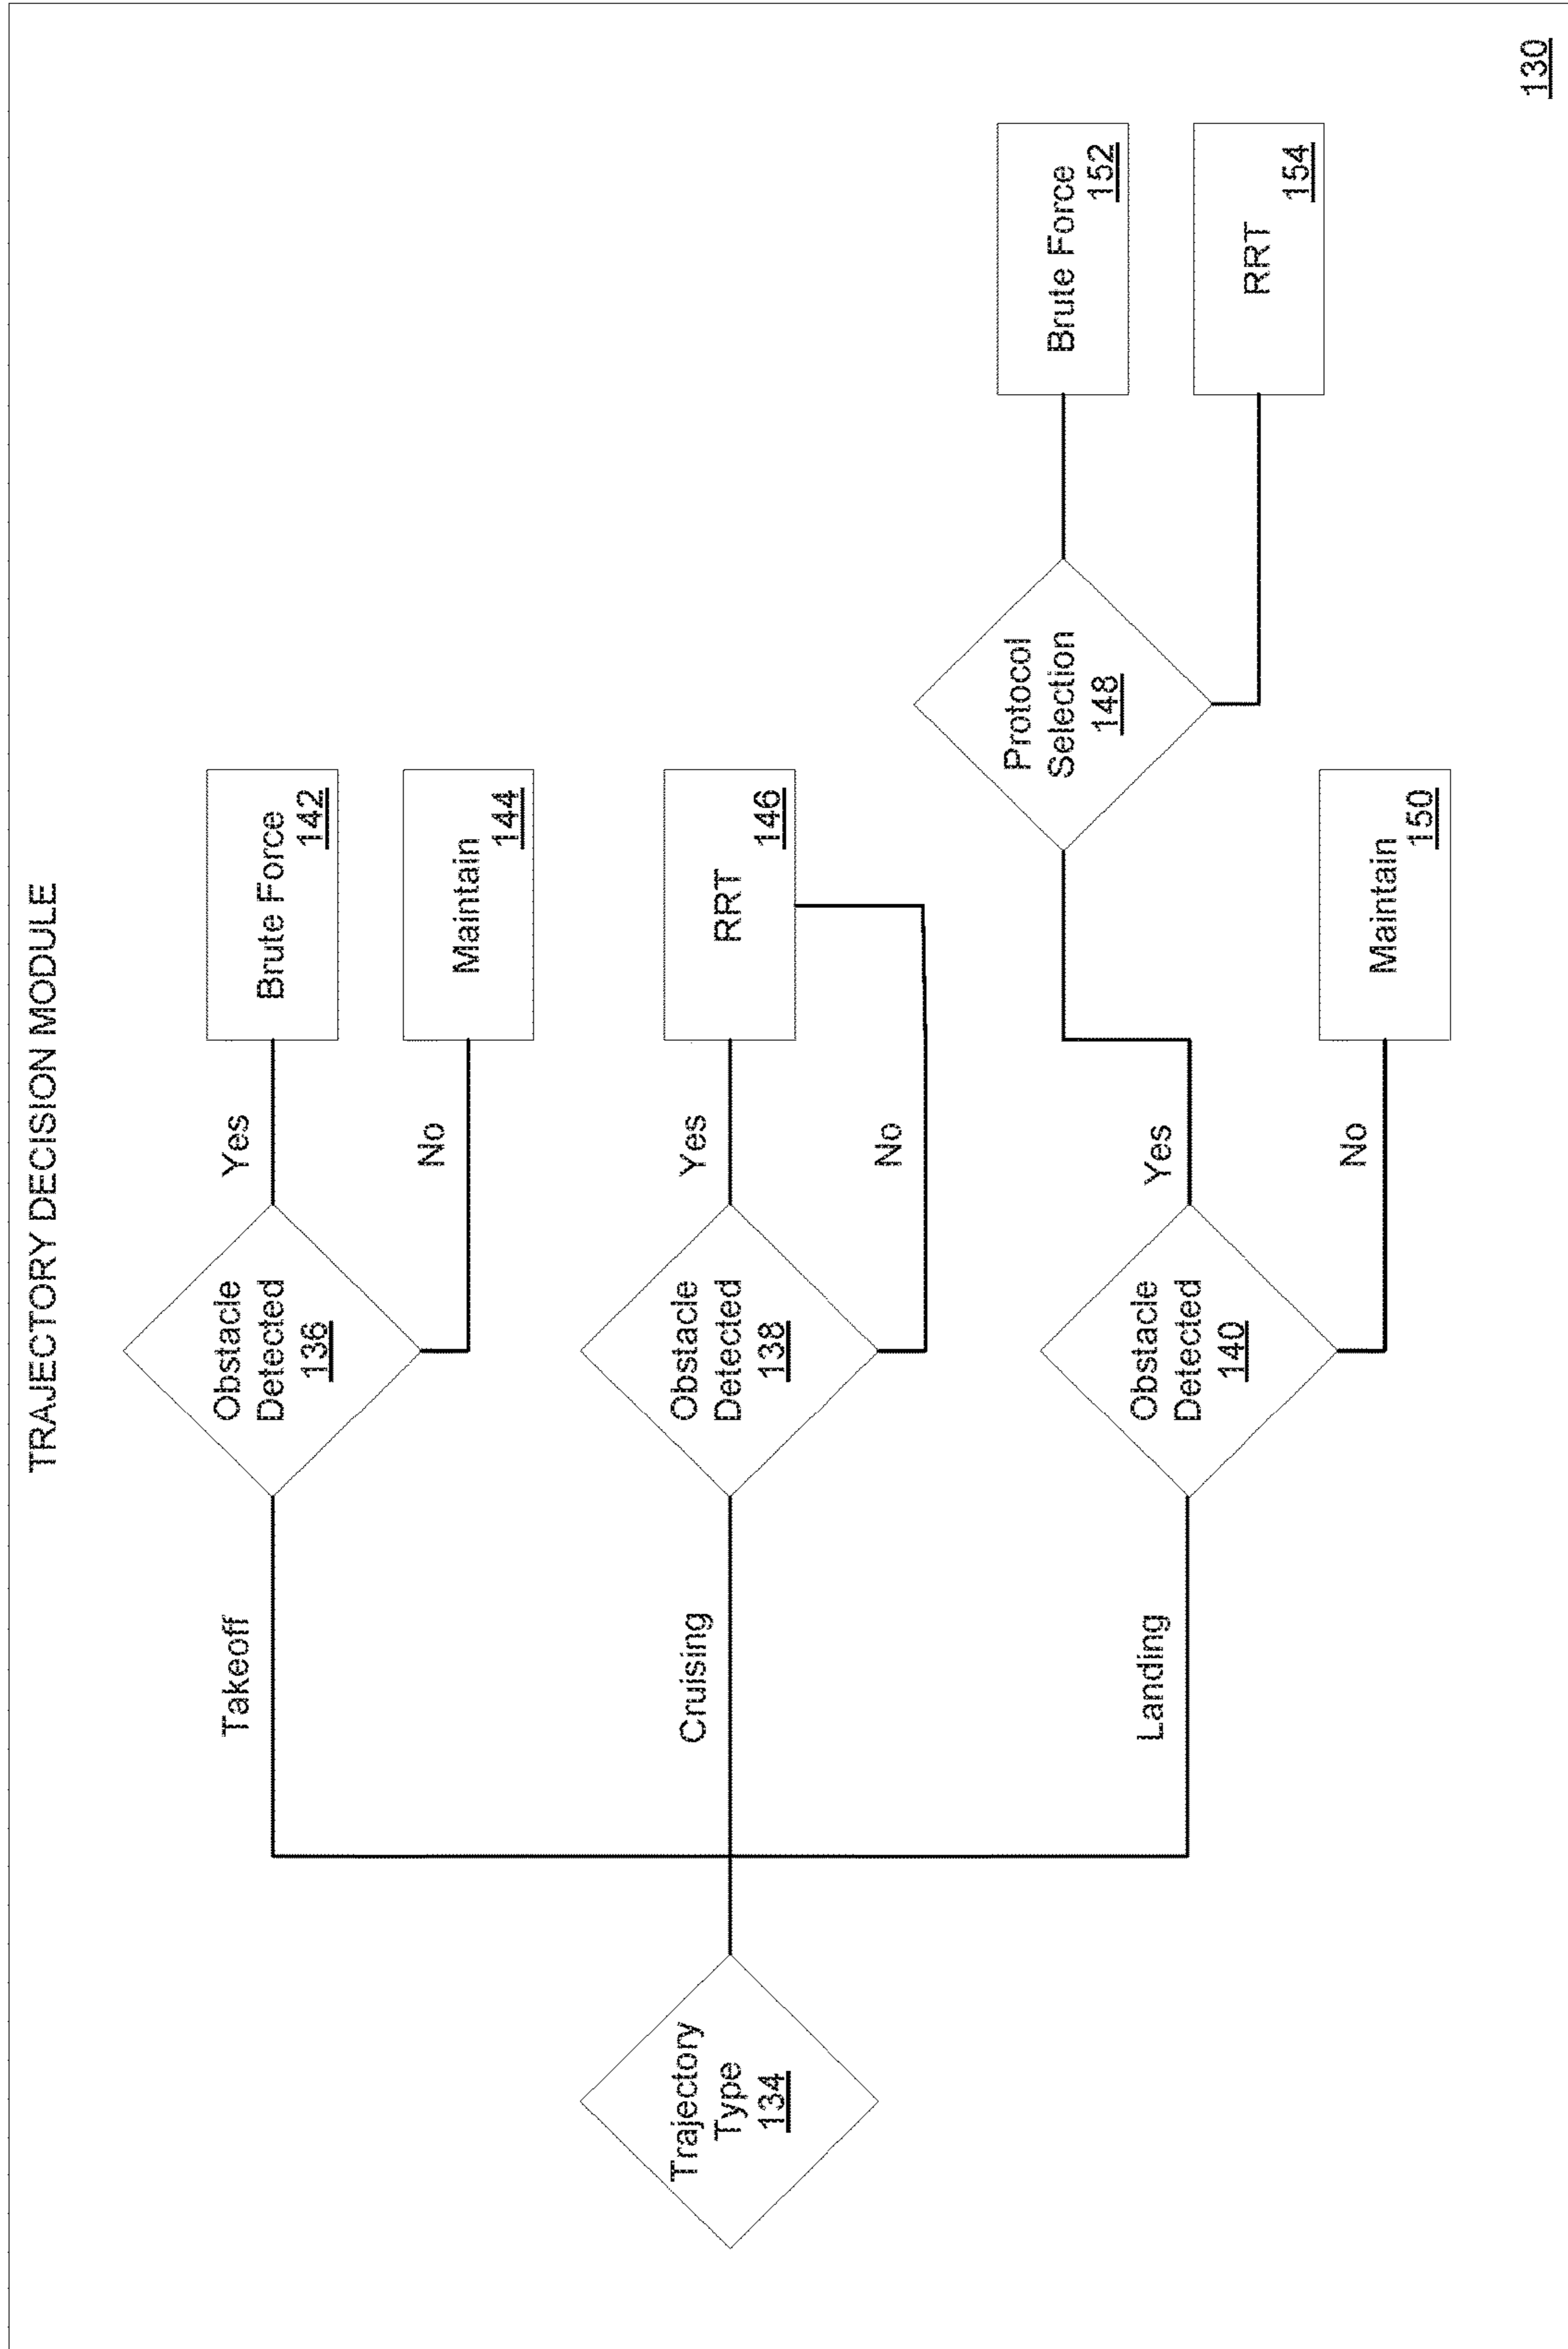 TRAJECTORY DECISION MODULE
Trajectory
Type
134
Takeoff
Obstacle
Detected
136
Yes
Brute Force
142
No
Maintain
144
Cruising
Obstacle
Detected
138
Yes
RRT
146
No
Landing
Obstacle
Detected
140
Yes
Protocol
Selection
148
Brute Force
152
RRT
154
No
Maintain
150
130